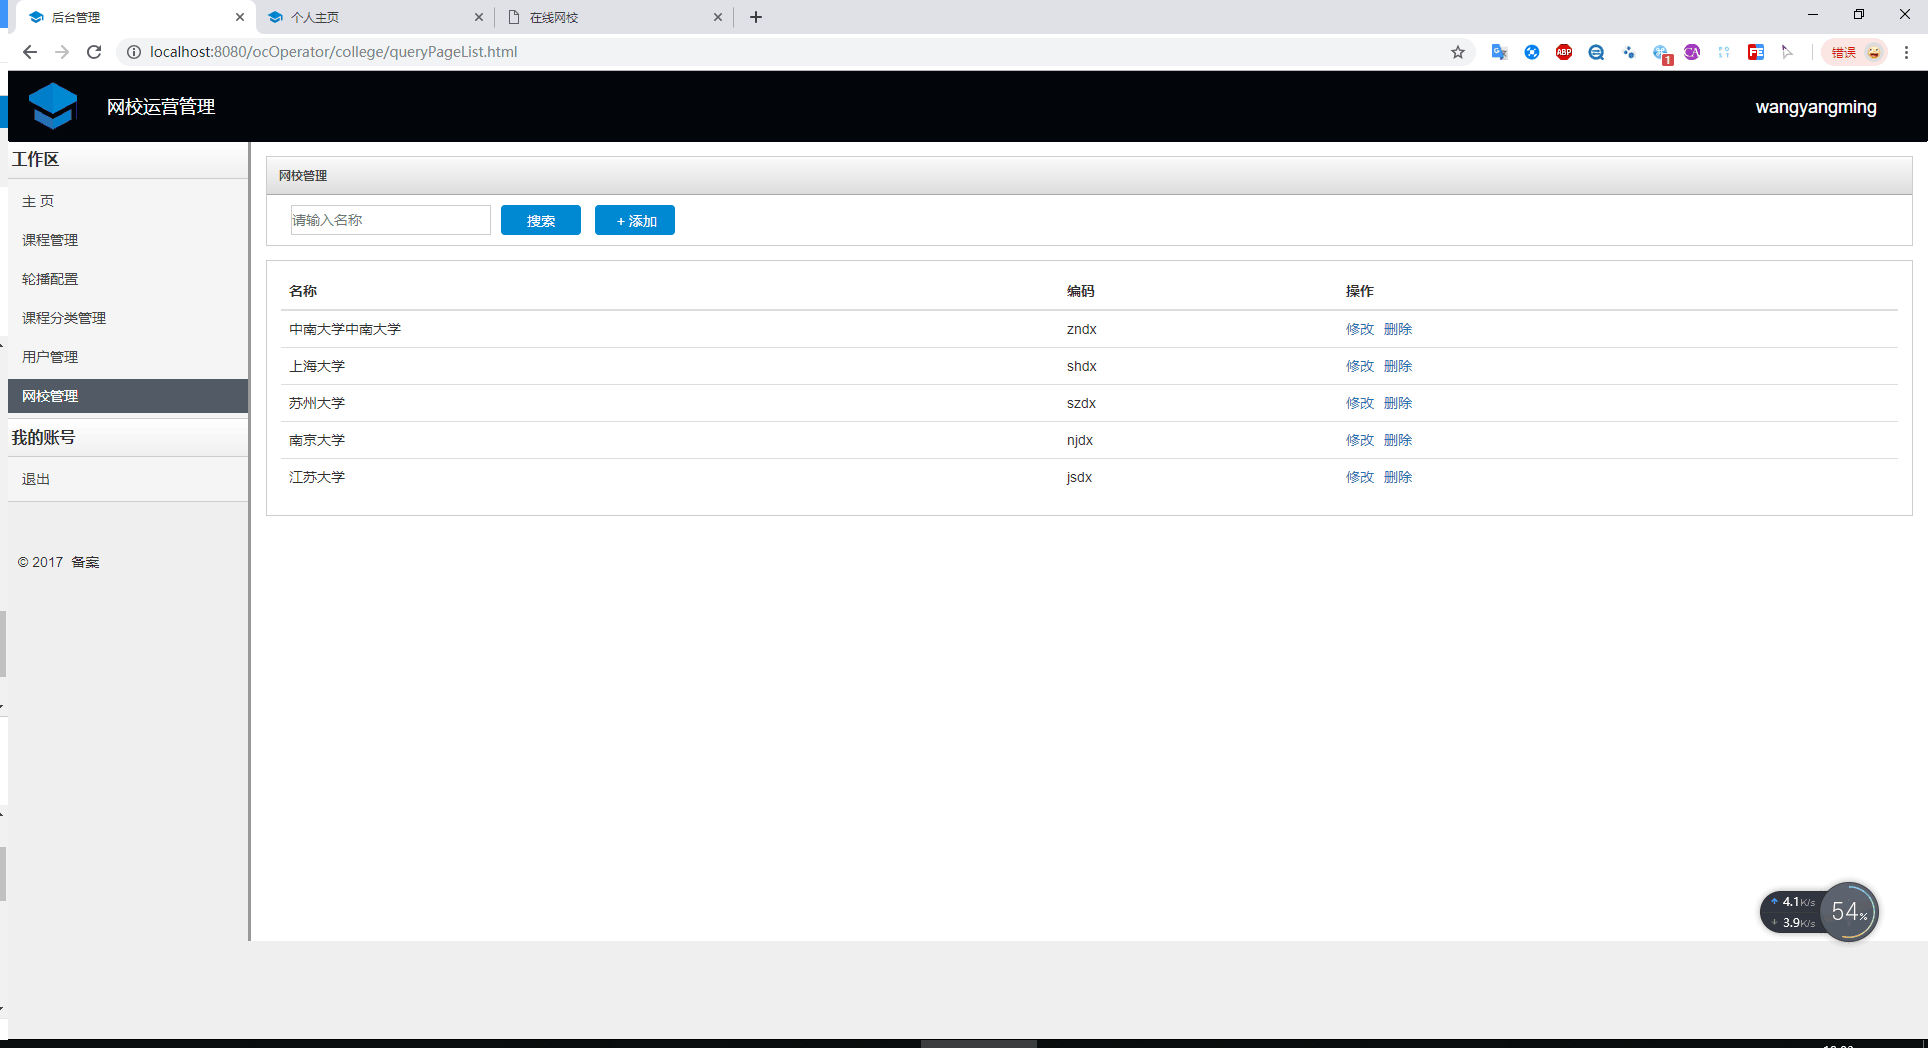 后台管理
个人主页
在线网校
localhost:8080/ocOperator/college/queryPageList.html
ABP
1
CA
FE
错误
网校运营管理
wangyangming
工作区
主 页
课程管理
轮播配置
课程分类管理
用户管理
网校管理
我的账号
退出
© 2017 备案
网校管理
请输入名称
搜索
+ 添加
名称 编码 操作
中南大学中南大学 zndx 修改 删除
上海大学 shdx 修改 删除
苏州大学 szdx 修改 删除
南京大学 njdx 修改 删除
江苏大学 jsdx 修改 删除
4.1K/s
3.9K/s
54%